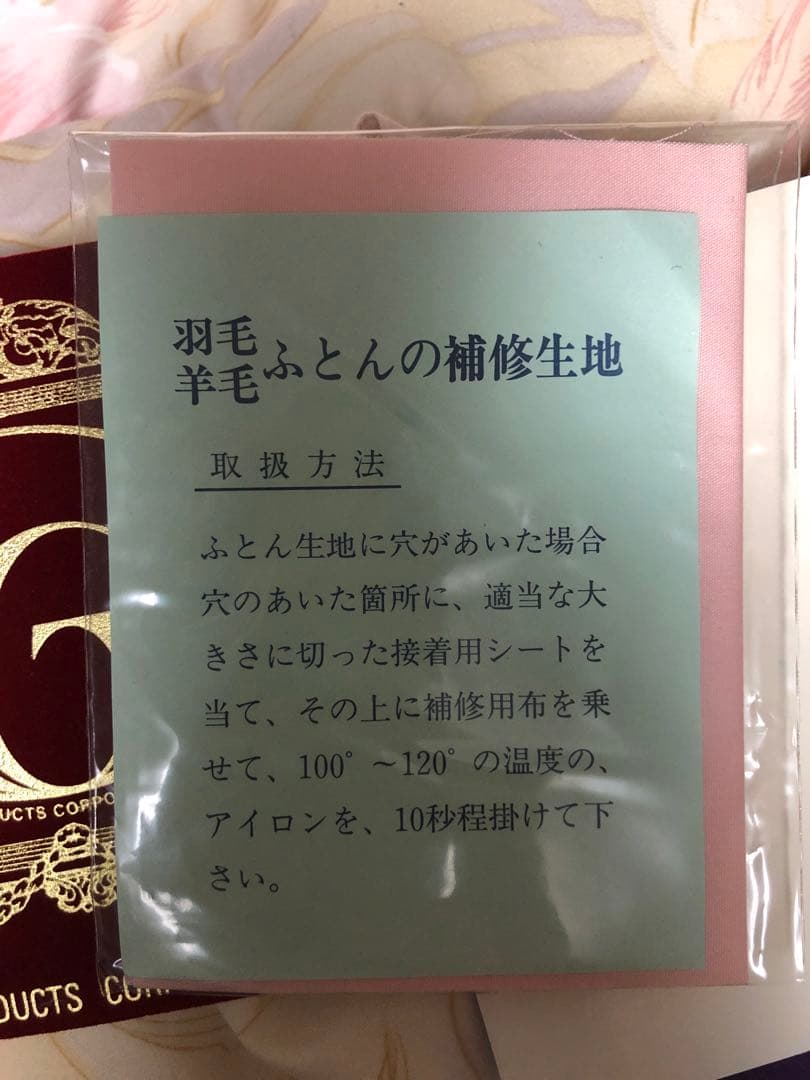 羽毛
羊毛 ふとんの補修生地
取扱方法
ふとん生地に穴があいた場合
穴のあいた箇所に、適当な大
きさに切った接着用シートを
当て、その上に補修用布を乗
せて、100°～120°の温度の、
アイロンを、10秒程掛けて下
さい。
G
DUCTS CORPO
ODUCTS COR